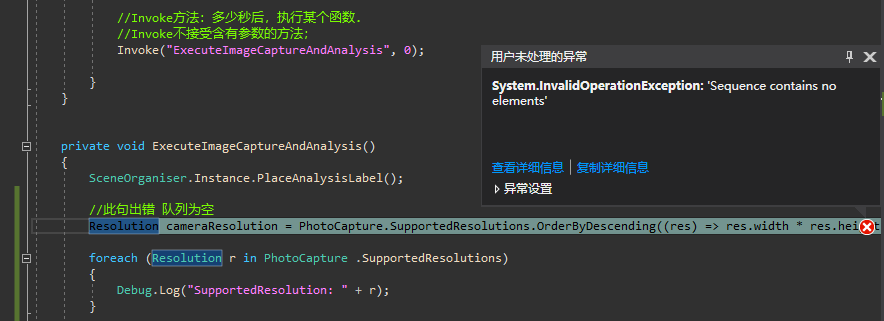 //Invoke方法: 多少秒后，执行某个函数.
//Invoke不接受含有参数的方法;
Invoke("ExecuteImageCaptureAndAnalysis", 0);
}
}
用户未处理的异常
System.InvalidOperationException: 'Sequence contains no
elements'
查看详细信息 | 复制详细信息
异常设置
private void ExecuteImageCaptureAndAnalysis()
{
SceneOrganiser.Instance.PlaceAnalysisLabel();
//此句出错 队列为空
Resolution cameraResolution = PhotoCapture.SupportedResolutions.OrderByDescending((res) => res.width * res.height
foreach (Resolution r in PhotoCapture .SupportedResolutions)
{
Debug.Log("SupportedResolution: " + r);
}